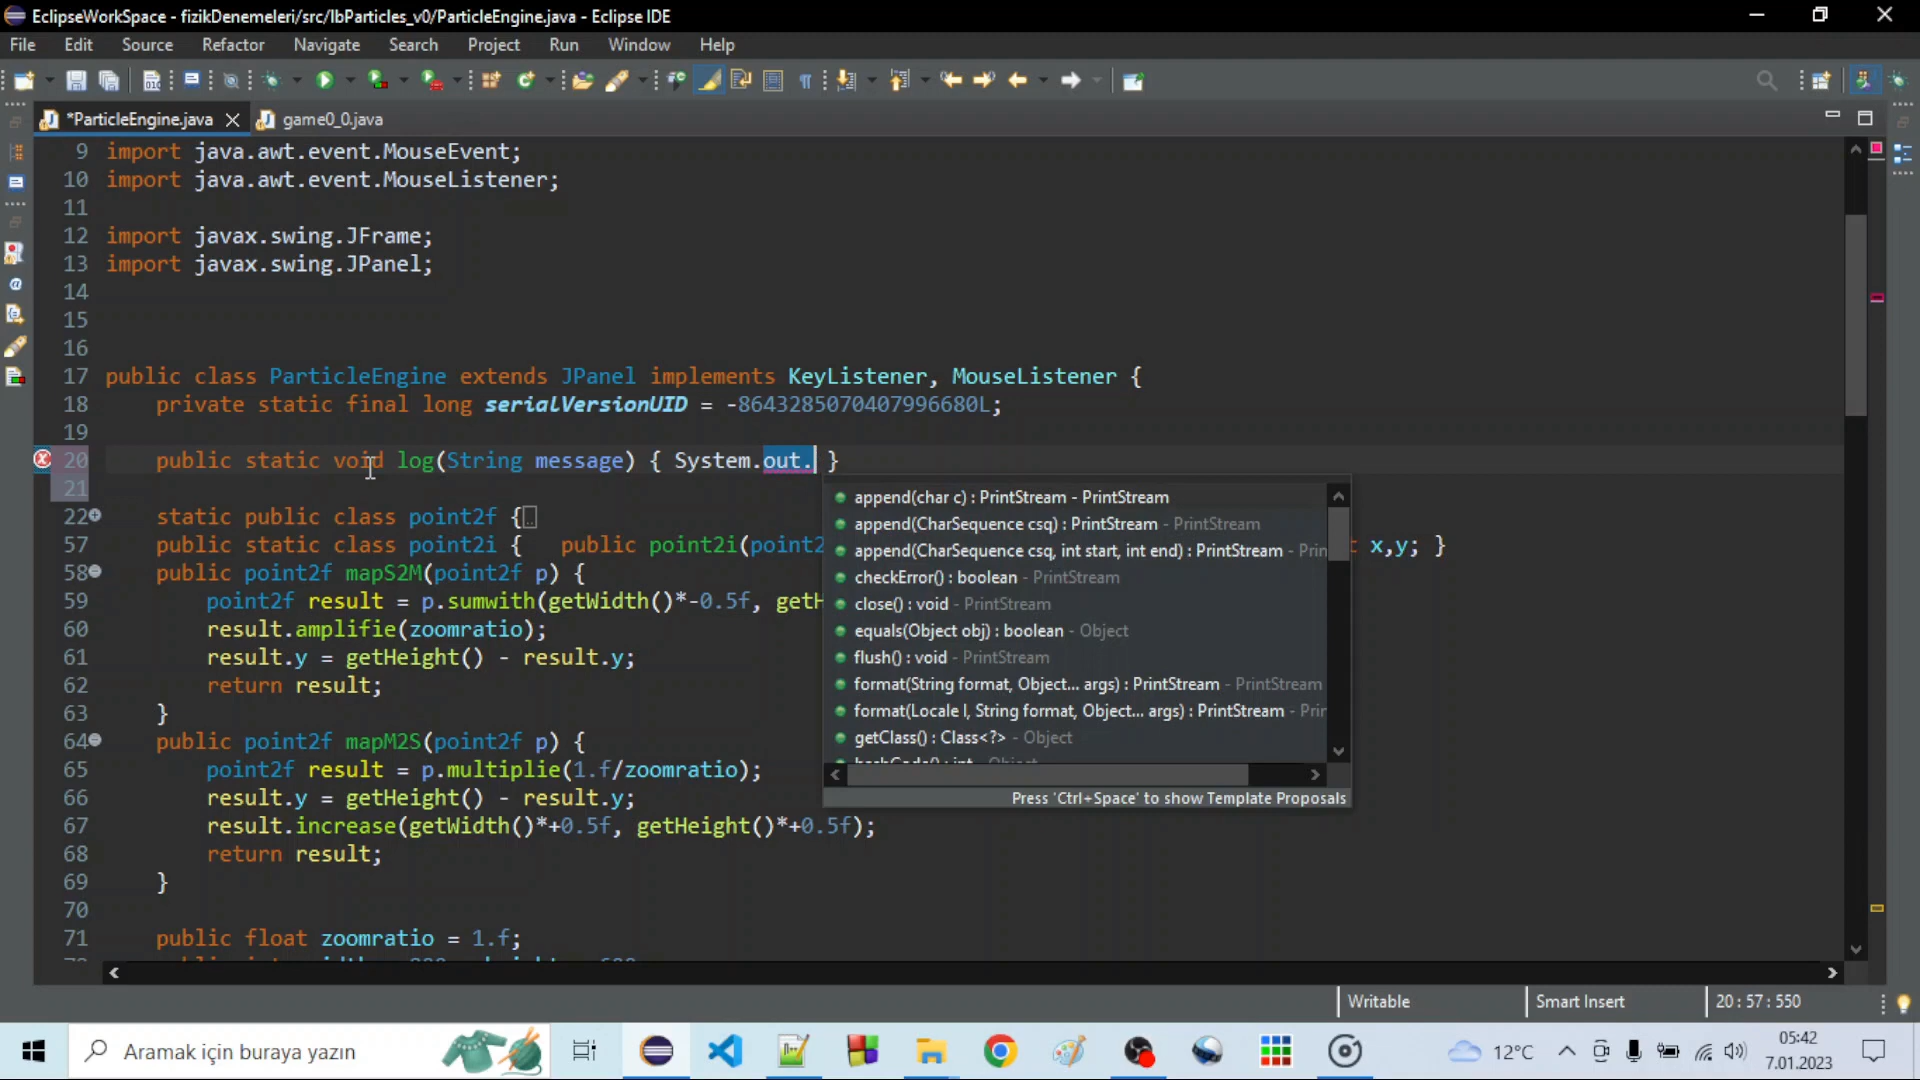 EclipseWorkSpace - fizikDenemeleri/src/lbParticles_v0/ParticleEngine.java - Eclipse IDE
File Edit Source Refactor Navigate Search Project Run Window Help
*ParticleEngine.java game0_0.java
9 import java.awt.event.MouseEvent;
10 import java.awt.event.MouseListener;
11
12 import javax.swing.JFrame;
13 import javax.swing.JPanel;
14
15
16
17 public class ParticleEngine extends JPanel implements KeyListener, MouseListener {
18 private static final long serialVersionUID = -8643285070407996680L;
19
20 public static void log(String message) { System.out. }
21
22 static public class point2f {
57 public static class point2i { public point2i(point2 x,y; }
58 public point2f mapS2M(point2f p) {
59 point2f result = p.sumwith(getWidth()*-0.5f, getH
60 result.amplifie(zoomratio);
61 result.y = getHeight() - result.y;
62 return result;
63 }
64 public point2f mapM2S(point2f p) {
65 point2f result = p.multiplie(1.f/zoomratio);
66 result.y = getHeight() - result.y;
67 result.increase(getWidth()*+0.5f, getHeight()*+0.5f);
68 return result;
69 }
70
71 public float zoomratio = 1.f;
append(char c) : PrintStream - PrintStream
append(CharSequence csq) : PrintStream - PrintStream
append(CharSequence csq, int start, int end) : PrintStream - Prin
checkError() : boolean - PrintStream
close() : void - PrintStream
equals(Object obj) : boolean - Object
flush() : void - PrintStream
format(String format, Object... args) : PrintStream - PrintStream
format(Locale l, String format, Object... args) : PrintStream - Prin
getClass() : Class<?> - Object
Press 'Ctrl+Space' to show Template Proposals
Writable Smart Insert 20 : 57 : 550
Aramak için buraya yazın 12°C 05:42
7.01.2023